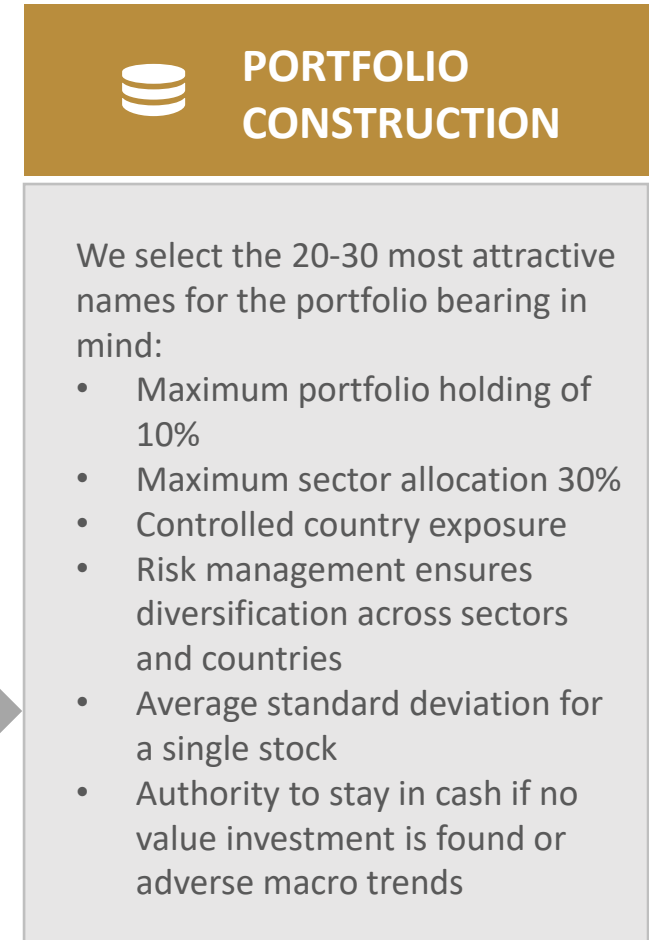 PORTFOLIO
CONSTRUCTION
We select the 20-30 most attractive
names for the portfolio bearing in
mind:
• Maximum portfolio holding of
10%
• Maximum sector allocation 30%
• Controlled country exposure
• Risk management ensures
diversification across sectors
and countries
• Average standard deviation for
a single stock
• Authority to stay in cash if no
value investment is found or
adverse macro trends